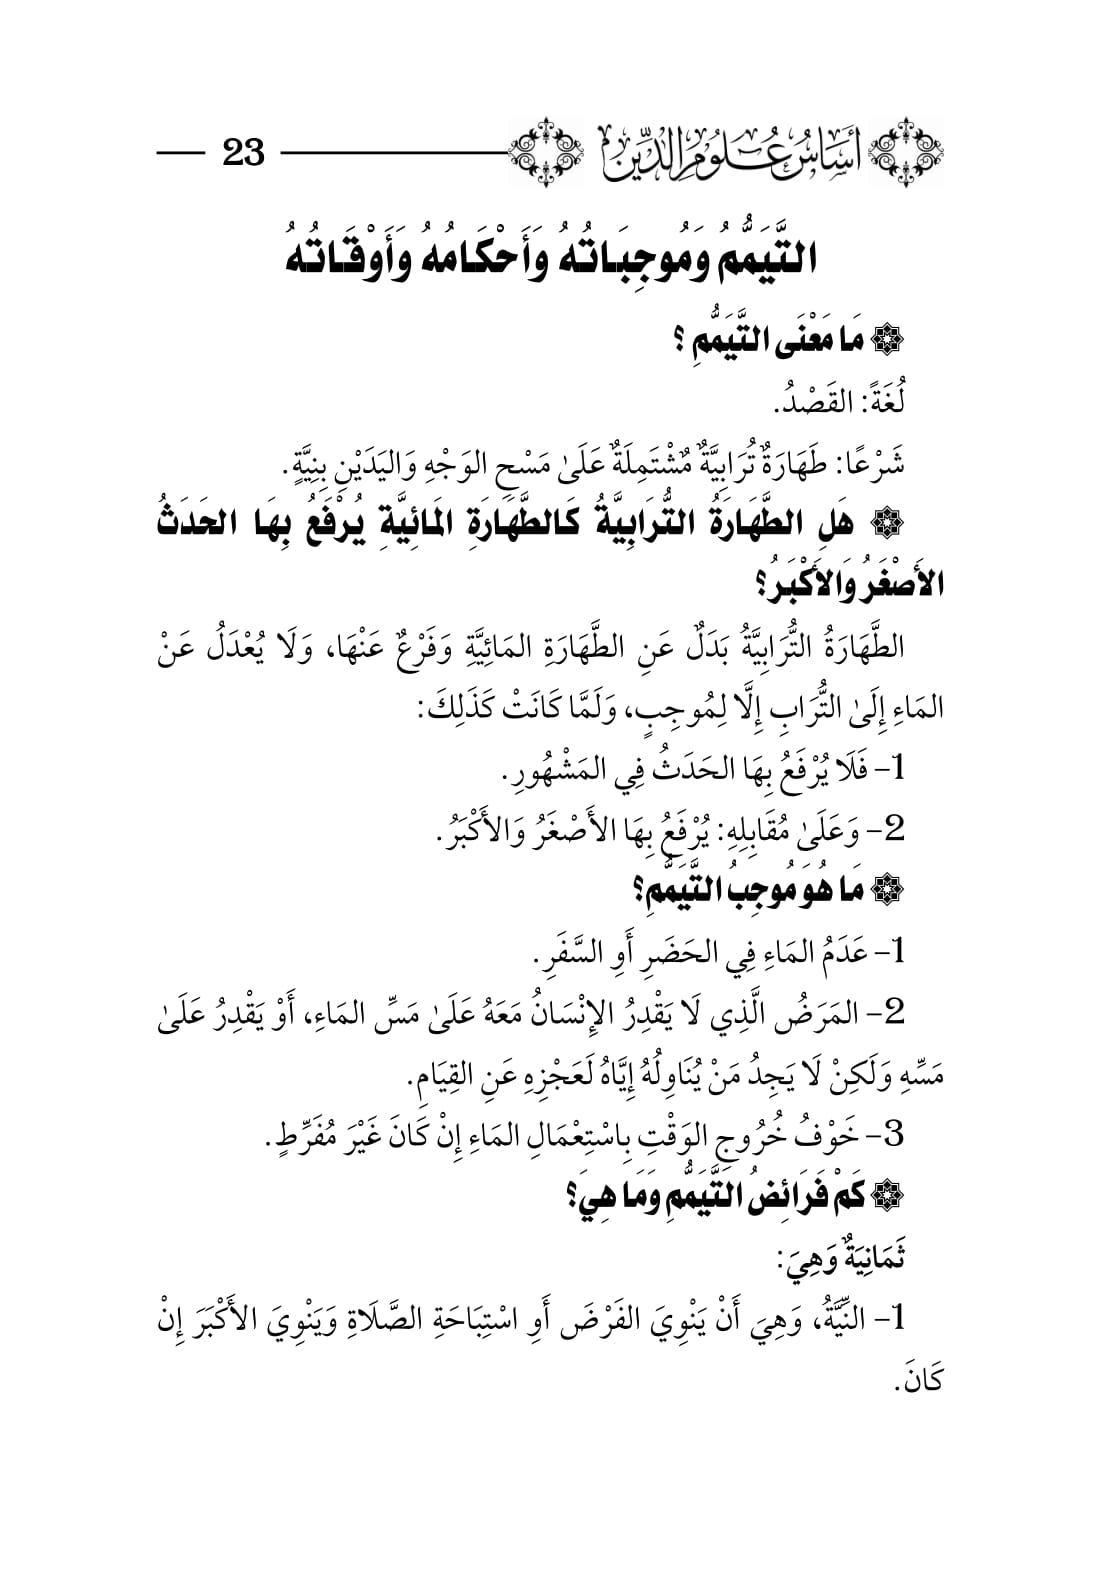 أَسَاسُ عُلُومِ الدِّينِ 23
التَّيَمُّمُ وَمُوجِبَاتُهُ وَأَحْكَامُهُ وَأَوْقَاتُهُ
مَا مَعْنَى التَّيَمُّمِ ؟
لُغَةً: القَصْدُ.
شَرْعًا: طَهَارَةٌ تُرَابِيَّةٌ مُشْتَمِلَةٌ عَلَىٰ مَسْحِ الوَجْهِ وَاليَدَيْنِ بِنِيَّةٍ.
هَلِ الطَّهَارَةُ التُّرَابِيَّةُ كَالطَّهَارَةِ المَائِيَّةِ يُرْفَعُ بِهَا الحَدَثُ
الأَصْغَرُ وَالأَكْبَرُ؟
الطَّهَارَةُ التُّرَابِيَّةُ بَدَلٌ عَنِ الطَّهَارَةِ المَائِيَّةِ وَفَرْعٌ عَنْهَا، وَلَا يُعْدَلُ عَنْ
المَاءِ إِلَىٰ التُّرَابِ إِلَّا لِمُوجِبٍ، وَلَمَّا كَانَتْ كَذَلِكَ:
1- فَلَا يُرْفَعُ بِهَا الحَدَثُ فِي المَشْهُورِ.
2- وَعَلَىٰ مُقَابِلِهِ: يُرْفَعُ بِهَا الأَصْغَرُ وَالأَكْبَرُ.
مَا هُوَ مُوجِبُ التَّيَمُّمِ؟
1- عَدَمُ المَاءِ فِي الحَضَرِ أَوِ السَّفَرِ.
2- المَرَضُ الَّذِي لَا يَقْدِرُ الإِنْسَانُ مَعَهُ عَلَىٰ مَسِّ المَاءِ، أَوْ يَقْدِرُ عَلَىٰ
مَسِّهِ وَلَكِنْ لَا يَجِدُ مَنْ يُنَاوِلُهُ إِيَّاهُ لَعَجْزِهِ عَنِ القِيَامِ.
3- خَوْفُ خُرُوجِ الوَقْتِ بِاسْتِعْمَالِ المَاءِ إِنْ كَانَ غَيْرَ مُفَرِّطٍ.
كَمْ فَرَائِضُ التَّيَمُّمِ وَمَا هِيَ؟
ثَمَانِيَةٌ وَهِيَ:
1- النِّيَّةُ، وَهِيَ أَنْ يَنْوِيَ الفَرْضَ أَوِ اسْتِبَاحَةِ الصَّلَاةِ وَيَنْوِيَ الأَكْبَرَ إِنْ
كَانَ.